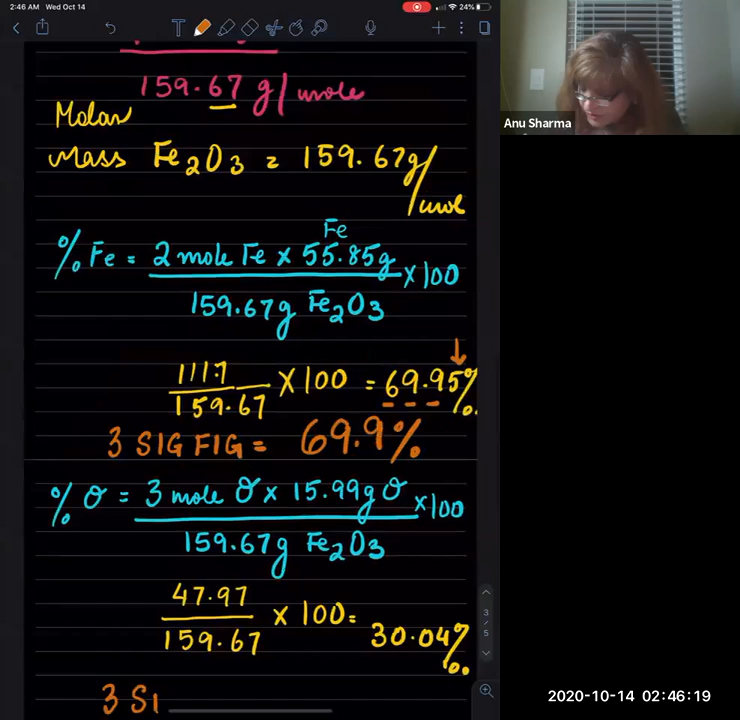 2:46 AM Wed Oct 14
24%
159.67 g/mole
Molar
Mass Fe2O3 = 159.67g/mol
Fe
% Fe = 2 mole Fe x 55.85g x 100
159.67g Fe2O3
111.7 x 100 = 69.95%.
159.67
3 SIG FIG = 69.9%
% O = 3 mole O x 15.99g O x 100
159.67g Fe2O3
47.97 x 100 = 30.04%.
159.67
3 SI
3/5
Anu Sharma
2020-10-14 02:46:19